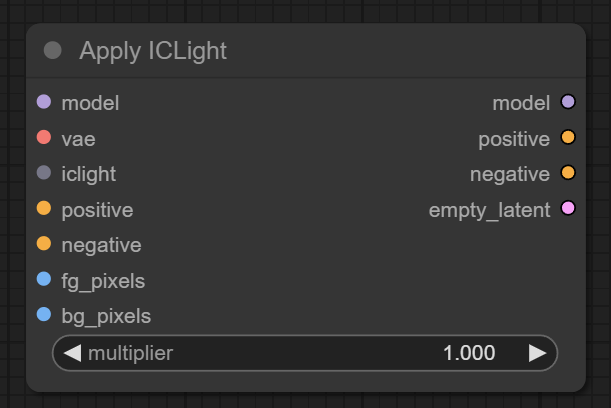 Apply ICLight
model model
vae positive
iclight negative
positive empty_latent
negative
fg_pixels
bg_pixels
multiplier 1.000